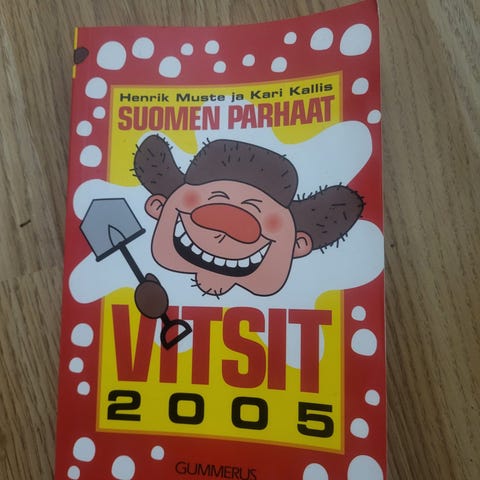 Henrik Muste ja Kari Kallis
SUOMEN PARHAAT
VITSIT
2005
GUMMERUS